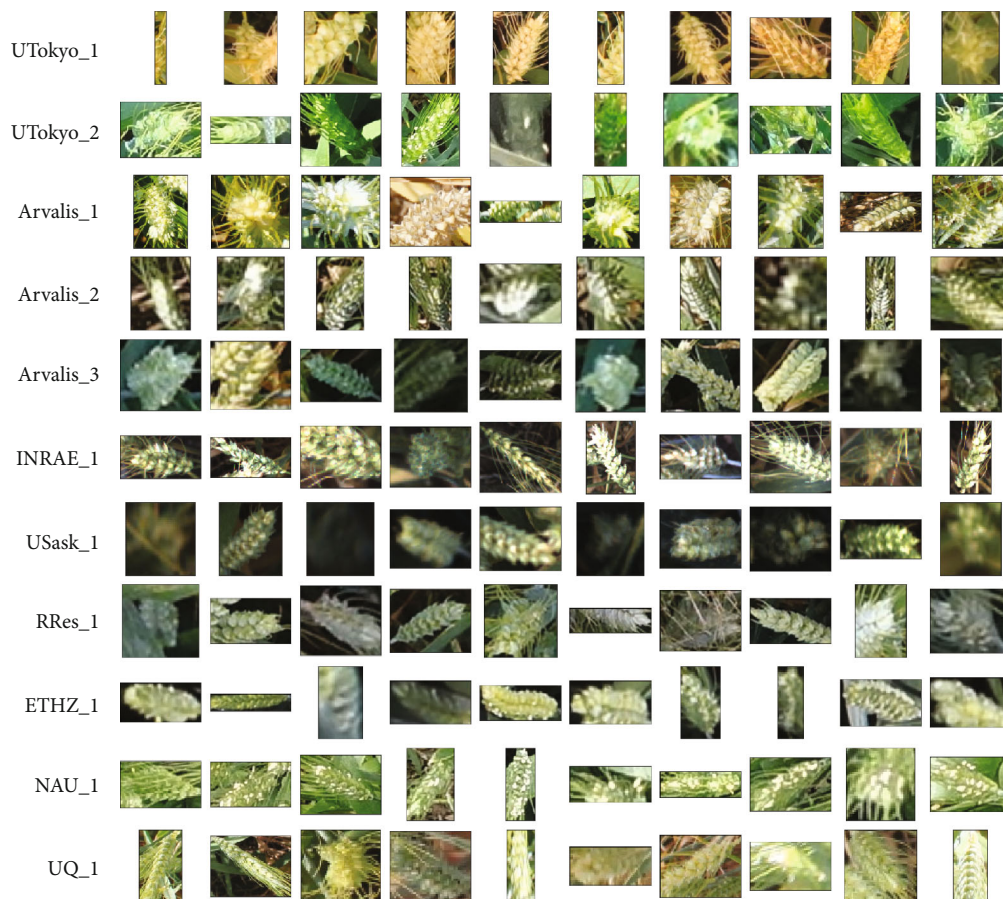 UTokyo_1
UTokyo_2
Arvalis_1
Arvalis_2
Arvalis_3
INRAE_1
USask_1
RRes_1
ETHZ_1
NAU_1
UQ_1